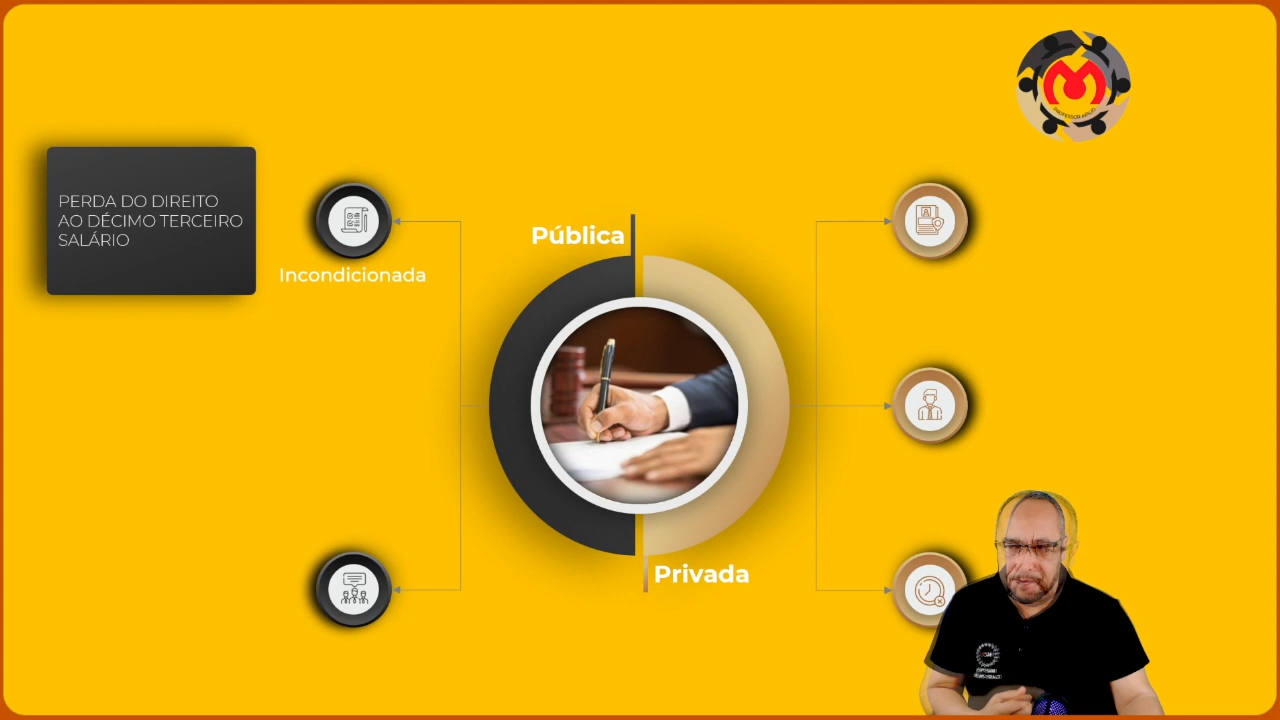 PERDA DO DIREITO
AO DÉCIMO TERCEIRO
SALÁRIO
Incondicionada
Pública
Privada